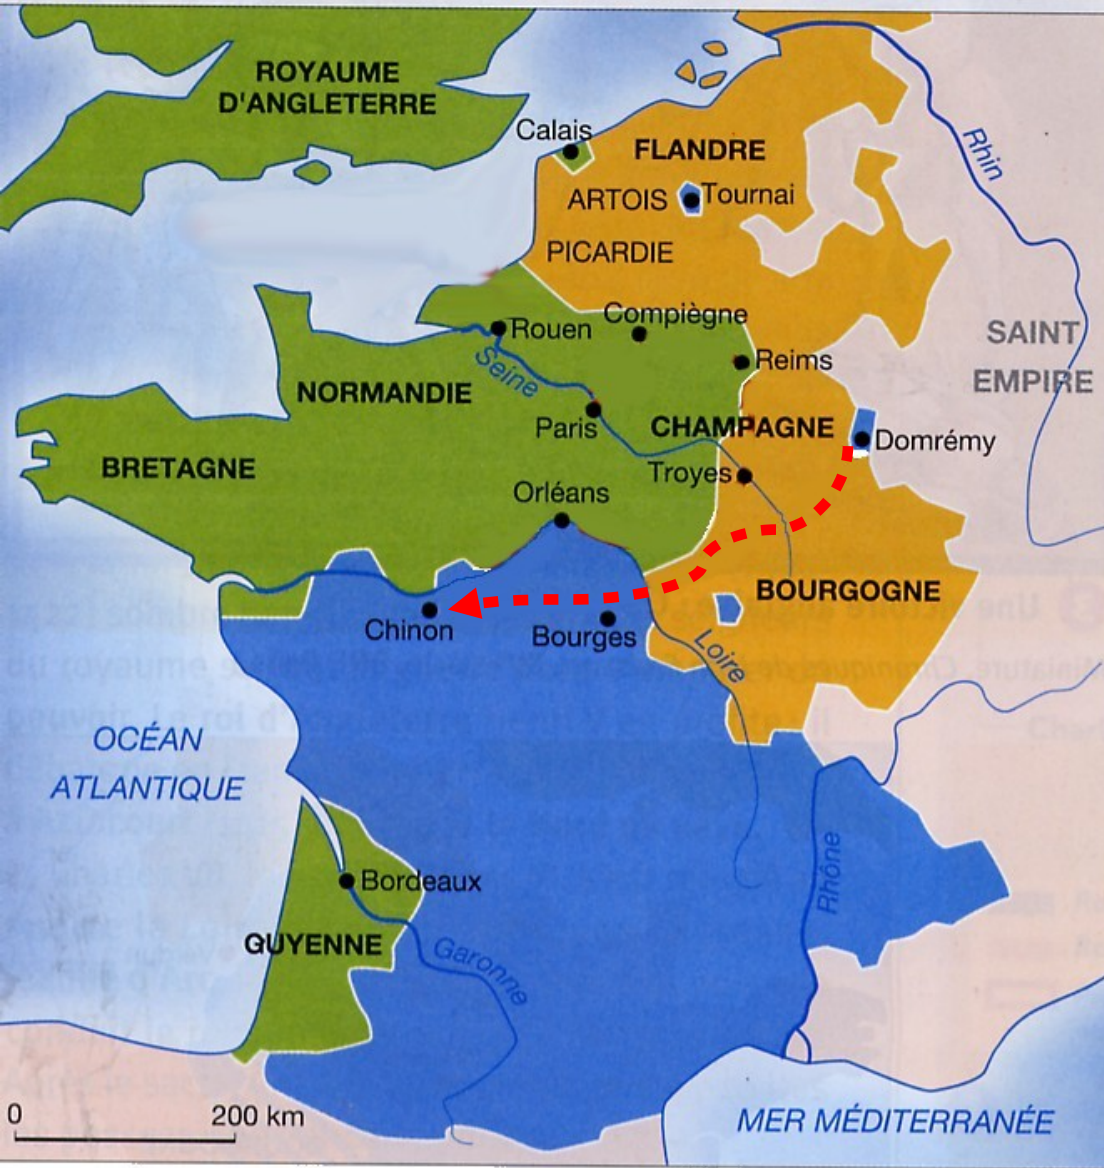 ROYAUME
D'ANGLETERRE
Calais
FLANDRE
Rhin
ARTOIS
Tournai
PICARDIE
Compiègne
Rouen
SAINT
EMPIRE
Seine
Reims
NORMANDIE
Paris
CHAMPAGNE
Domrémy
BRETAGNE
Troyes
Orléans
BOURGOGNE
Chinon
Bourges
Loire
OCÉAN
ATLANTIQUE
Rhône
Bordeaux
GUYENNE
Garonne
0
200 km
MER MÉDITERRANÉE